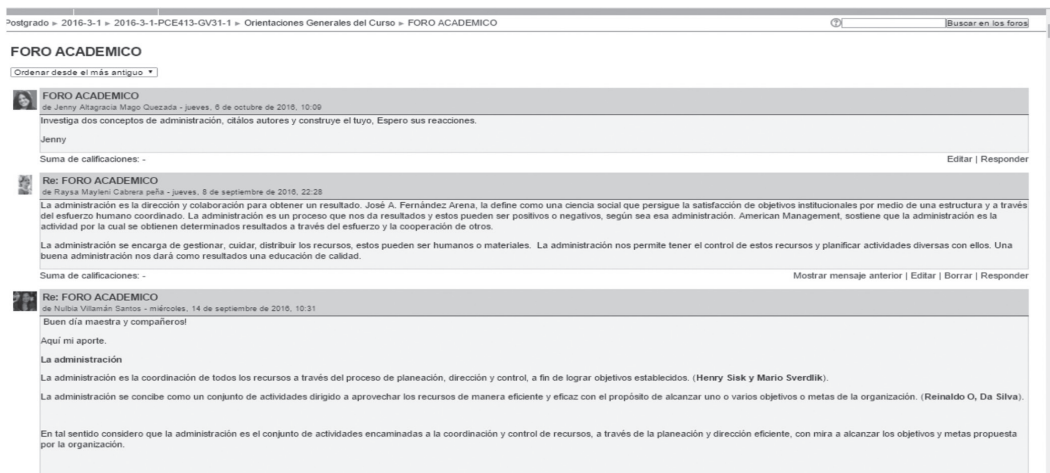 Postgrado ► 2016-3-1 ► 2016-3-1-PCE413-GV31-1 ► Orientaciones Generales del Curso ► FORO ACADEMICO
Buscar en los foros
FORO ACADEMICO
Ordenar desde el más antiguo
FORO ACADEMICO
de Jenny Altagracia Mago Quezada - jueves, 6 de octubre de 2016, 10:09
Investiga dos conceptos de administración, cítálos autores y construye el tuyo, Espero sus reacciones.
Jenny
Suma de calificaciones: -
Editar | Responder
Re: FORO ACADEMICO
de Raysa Mayleni Cabrera peña - jueves, 8 de septiembre de 2016, 22:28
La administración es la dirección y colaboración para obtener un resultado. José A. Fernández Arena, la define como una ciencia social que persigue la satisfacción de objetivos institucionales por medio de una estructura y a través
del esfuerzo humano coordinado. La administración es un proceso que nos da resultados y estos pueden ser positivos o negativos, según sea esa administración. American Management, sostiene que la administración es la
actividad por la cual se obtienen determinados resultados a través del esfuerzo y la cooperación de otros.
La administración se encarga de gestionar, cuidar, distribuir los recursos, estos pueden ser humanos o materiales. La administración nos permite tener el control de estos recursos y planificar actividades diversas con ellos. Una
buena administración nos dará como resultados una educación de calidad.
Suma de calificaciones: -
Mostrar mensaje anterior | Editar | Borrar | Responder
Re: FORO ACADEMICO
de Nulbia Villamán Santos - miércoles, 14 de septiembre de 2016, 10:31
Buen día maestra y compañeros!
Aquí mi aporte.
La administración
La administración es la coordinación de todos los recursos a través del proceso de planeación, dirección y control, a fin de lograr objetivos establecidos. (Henry Sisk y Mario Sverdlik).
La administración se concibe como un conjunto de actividades dirigido a aprovechar los recursos de manera eficiente y eficaz con el propósito de alcanzar uno o varios objetivos o metas de la organización. (Reinaldo O, Da Silva).
En tal sentido considero que la administración es el conjunto de actividades encaminadas a la coordinación y control de recursos, a través de la planeación y dirección eficiente, con mira a alcanzar los objetivos y metas propuesta
por la organización.